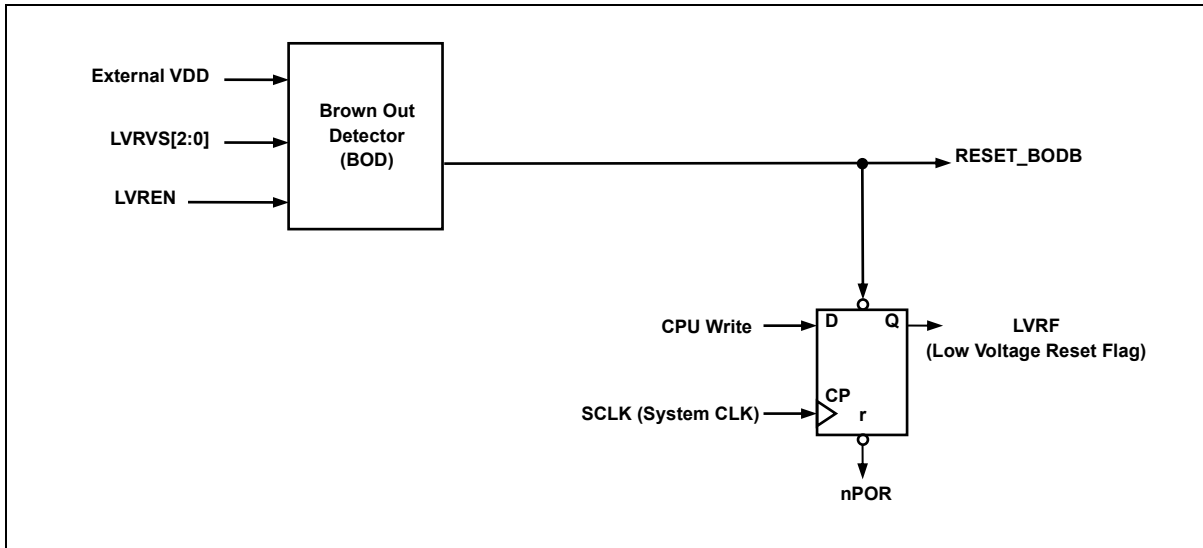 External VDD
LVRVS[2:0]
LVREN
Brown Out
Detector
(BOD)
RESET_BODB
CPU Write
D
Q
LVRF
(Low Voltage Reset Flag)
SCLK (System CLK)
CP
r
nPOR